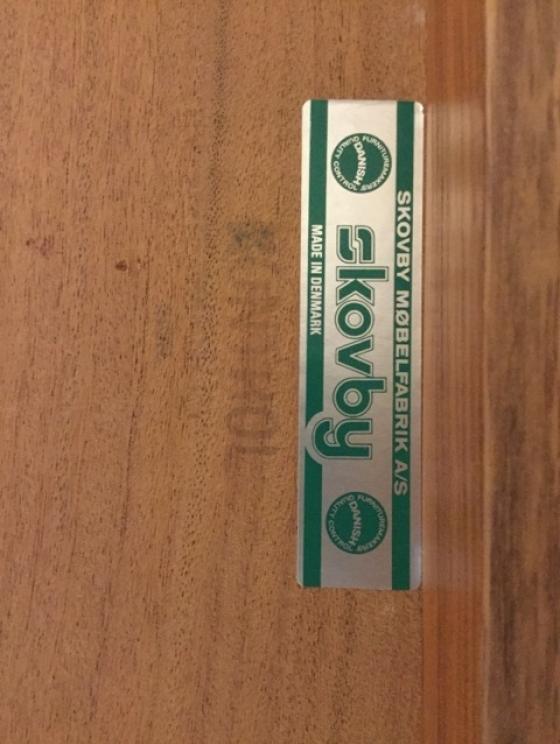 SKOVBY MØBELFABRIK A/S
DANISH
FURNITUREMAKERS
QUALITY CONTROL
skovby
DANISH
FURNITUREMAKERS
QUALITY CONTROL
MADE IN DENMARK